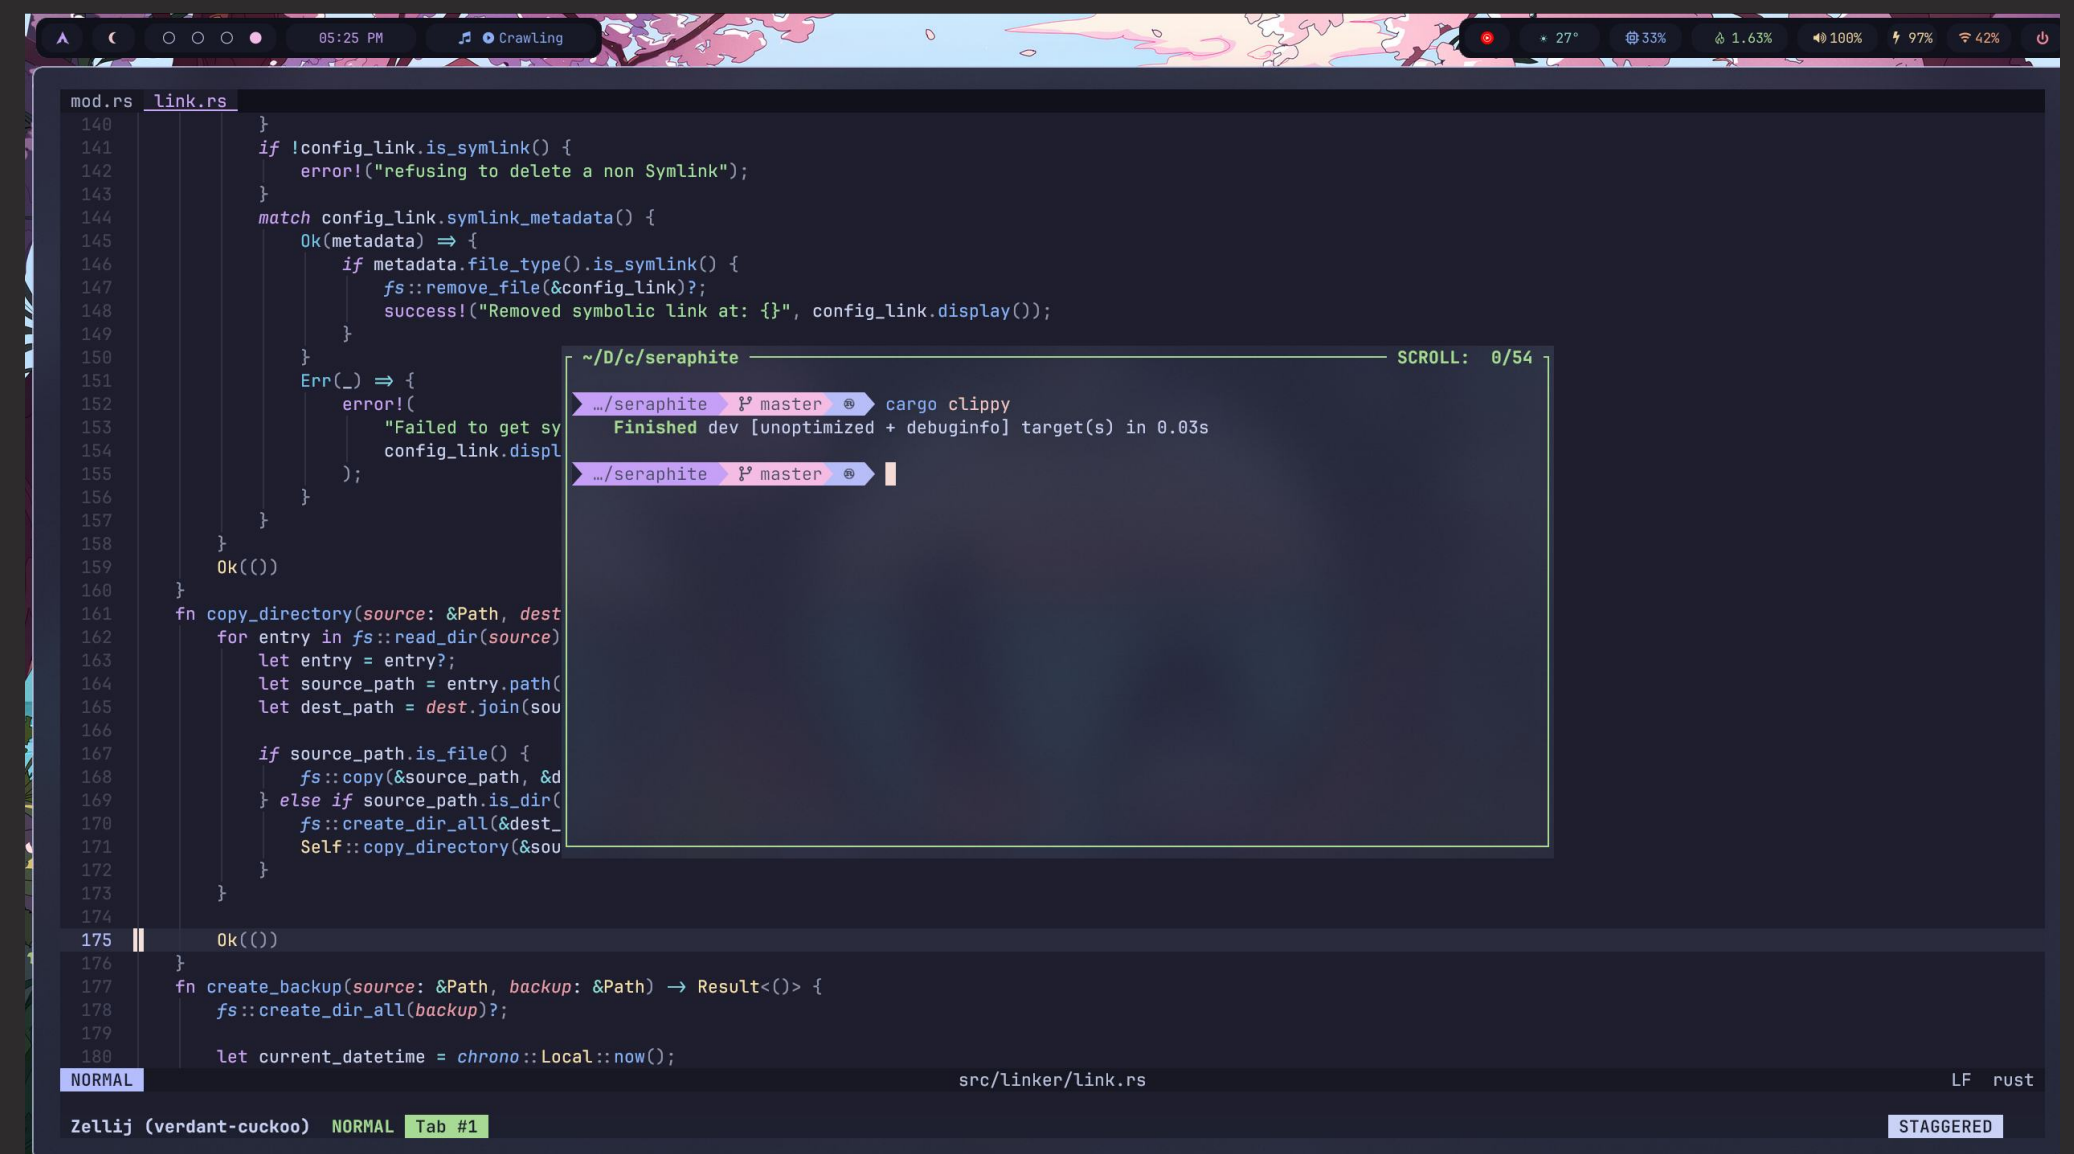 05:25 PM Crawling 27° 33% 1.63% 100% 97% 42%
mod.rs link.rs
140 }
141 if !config_link.is_symlink() {
142 error!("refusing to delete a non Symlink");
143 }
144 match config_link.symlink_metadata() {
145 Ok(metadata) => {
146 if metadata.file_type().is_symlink() {
147 fs::remove_file(&config_link)?;
148 success!("Removed symbolic link at: {}", config_link.display());
149 }
150 }
151 Err(_) => {
152 error!(
153 "Failed to get sy
154 config_link.displ
155 );
156 }
157 }
158 }
159 Ok(())
160 }
161 fn copy_directory(source: &Path, dest
162 for entry in fs::read_dir(source)
163 let entry = entry?;
164 let source_path = entry.path(
165 let dest_path = dest.join(sou
166
167 if source_path.is_file() {
168 fs::copy(&source_path, &d
169 } else if source_path.is_dir(
170 fs::create_dir_all(&dest_
171 Self::copy_directory(&sou
172 }
173 }
174
175 Ok(())
176 }
177 fn create_backup(source: &Path, backup: &Path) -> Result<()> {
178 fs::create_dir_all(backup)?;
179
180 let current_datetime = chrono::Local::now();
~/D/c/seraphite SCROLL: 0/54
…/seraphite master cargo clippy
Finished dev [unoptimized + debuginfo] target(s) in 0.03s
…/seraphite master
NORMAL src/linker/link.rs LF rust
Zellij (verdant-cuckoo) NORMAL Tab #1 STAGGERED